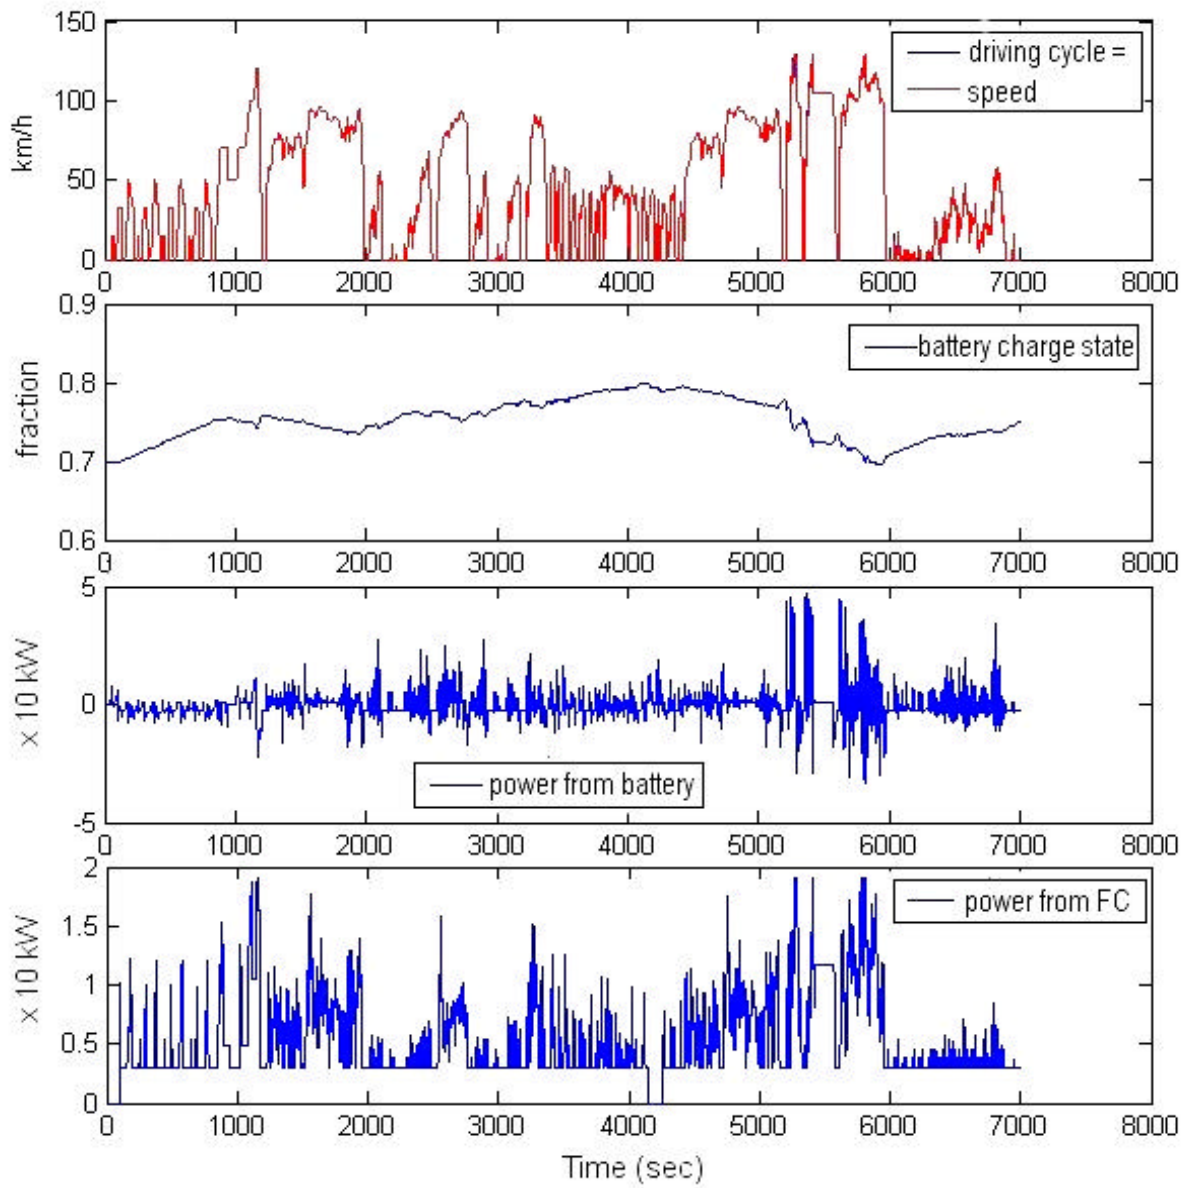 150
100
50
0
km/h
driving cycle =
speed
0 1000 2000 3000 4000 5000 6000 7000 8000
0.9
0.8
0.7
0.6
fraction
battery charge state
0 1000 2000 3000 4000 5000 6000 7000 8000
5
0
-5
x 10 kW
power from battery
0 1000 2000 3000 4000 5000 6000 7000 8000
2
1.5
1
0.5
0
x 10 kW
power from FC
0 1000 2000 3000 4000 5000 6000 7000 8000
Time (sec)